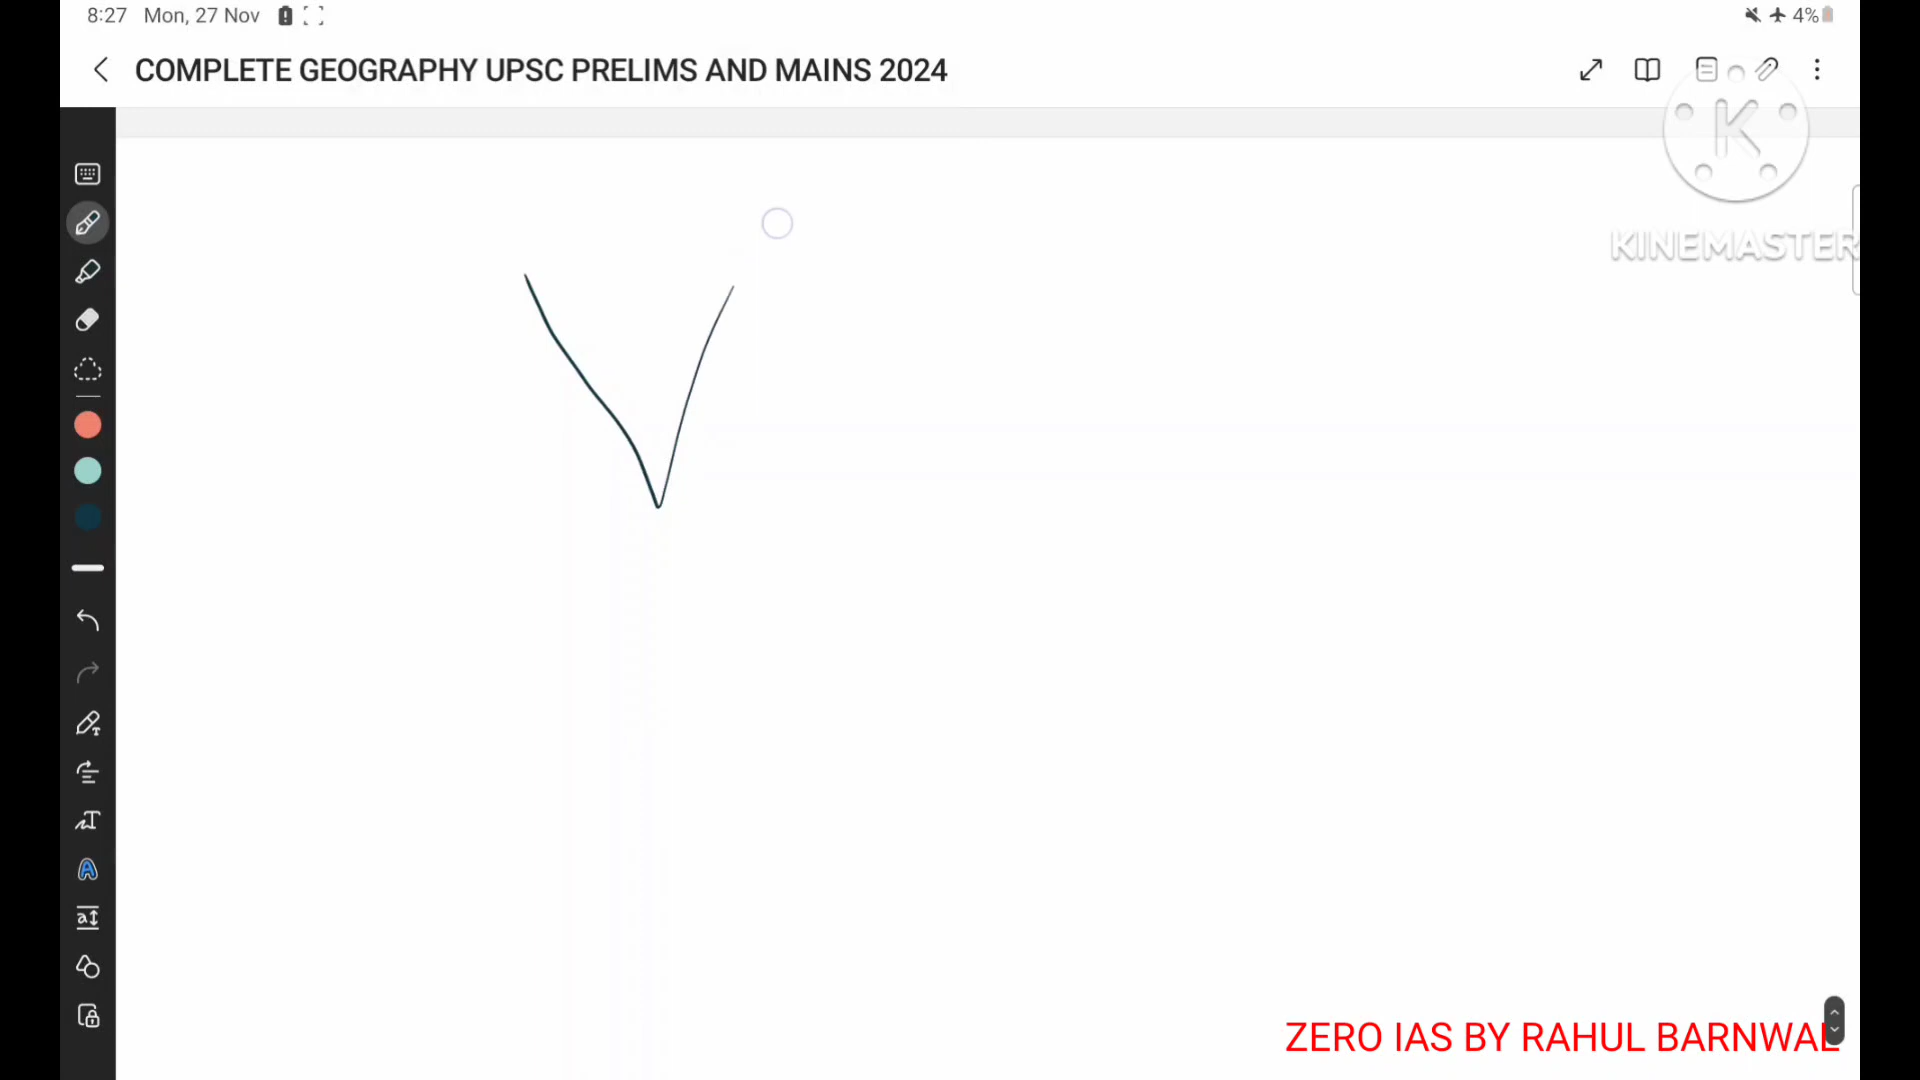 8:27 Mon, 27 Nov 4%
COMPLETE GEOGRAPHY UPSC PRELIMS AND MAINS 2024
K
KINEMASTER
ZERO IAS BY RAHUL BARNWAL